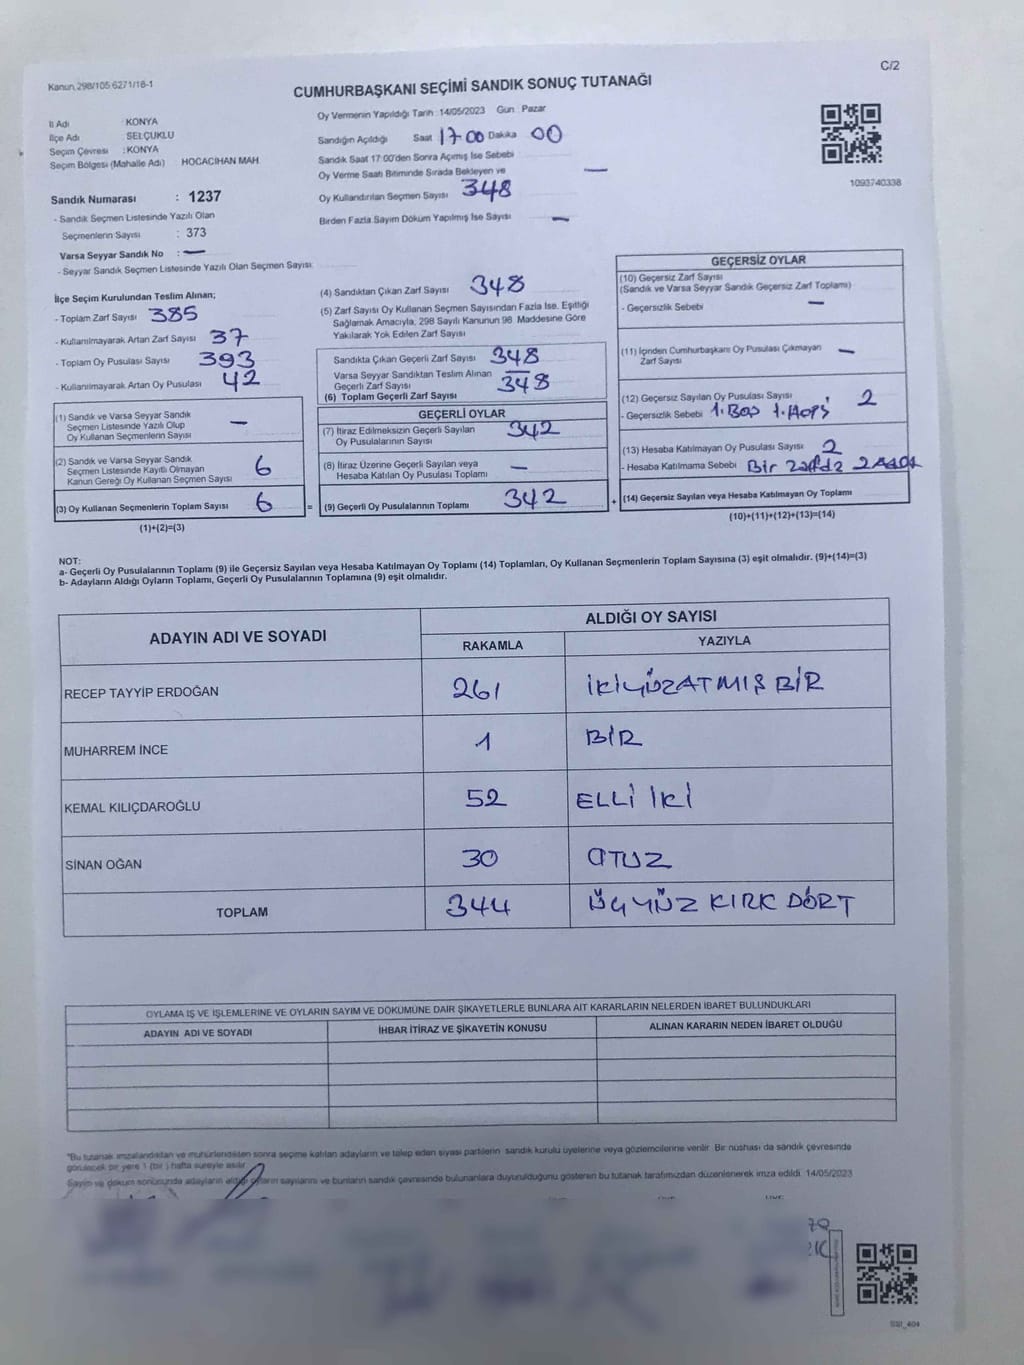 C/2
Kanun, 298/105 6271/16-1
CUMHURBAŞKANI SEÇİMİ SANDIK SONUÇ TUTANAĞI
İl Adı : KONYA
İlçe Adı : SELÇUKLU
Seçim Çevresi : KONYA
Seçim Bölgesi (Mahalle Adı) HOCACİHAN MAH.
Oy Vermenin Yapıldığı Tarih : 14/05/2023 Gün : Pazar
Sandığın Açıldığı Saat 17 00 Dakika 00
Sandık Saat 17:00'den Sonra Açımış İse Sebebi
Oy Verme Saati Bitiminde Sırada Bekleyen ve —
Oy Kullandırılan Seçmen Sayısı 348
Birden Fazla Sayım Döküm Yapılmış İse Sayısı —
1093740338
Sandık Numarası : 1237
- Sandık Seçmen Listesinde Yazılı Olan
Seçmenlerin Sayısı : 373
Varsa Seyyar Sandık No : —
- Seyyar Sandık Seçmen Listesinde Yazılı Olan Seçmen Sayısı:
İlçe Seçim Kurulundan Teslim Alınan;
- Toplam Zarf Sayısı 385
- Kullanılmayarak Artan Zarf Sayısı 37
- Toplam Oy Pusulası Sayısı 393
- Kullanılmayarak Artan Oy Pusulası 42
(1) Sandık ve Varsa Seyyar Sandık
Seçmen Listesinde Yazılı Olup
Oy Kullanan Seçmenlerin Sayısı —
(2) Sandık ve Varsa Seyyar Sandık
Seçmen Listesinde Kayıtlı Olmayan
Kanun Gereği Oy Kullanan Seçmen Sayısı 6
(3) Oy Kullanan Seçmenlerin Toplam Sayısı 6
(1)+(2)=(3)
=
(4) Sandıktan Çıkan Zarf Sayısı 348
(5) Zarf Sayısı Oy Kullanan Seçmen Sayısından Fazla İse, Eşitliği
Sağlamak Amacıyla; 298 Sayılı Kanunun 98. Maddesine Göre
Yakılarak Yok Edilen Zarf Sayısı
Sandıkta Çıkan Geçerli Zarf Sayısı 348
Varsa Seyyar Sandıktan Teslim Alınan —
Geçerli Zarf Sayısı
(6) Toplam Geçerli Zarf Sayısı 348
GEÇERLİ OYLAR
(7) İtiraz Edilmeksizin Geçerli Sayılan
Oy Pusulalarının Sayısı 342
(8) İtiraz Üzerine Geçerli Sayılan veya
Hesaba Katılan Oy Pusulası Toplamı —
(9) Geçerli Oy Pusulalarının Toplamı 342
+
GEÇERSİZ OYLAR
(10) Geçersiz Zarf Sayısı
(Sandık ve Varsa Seyyar Sandık Geçersiz Zarf Toplamı)
- Geçersizlik Sebebi —
(11) İçinden Cumhurbaşkanı Oy Pusulası Çıkmayan
Zarf Sayısı —
(12) Geçersiz Sayılan Oy Pusulası Sayısı 2
- Geçersizlik Sebebi 1.Boş
(13) Hesaba Katılmayan Oy Pusulası Sayısı 2
- Hesaba Katılmama Sebebi Bir zarfda 2
(14) Geçersiz Sayılan veya Hesaba Katılmayan Oy Toplamı
(10)+(11)+(12)+(13)=(14)
NOT:
a- Geçerli Oy Pusulalarının Toplamı (9) ile Geçersiz Sayılan veya Hesaba Katılmayan Oy Toplamı (14) Toplamları, Oy Kullanan Seçmenlerin Toplam Sayısına (3) eşit olmalıdır. (9)+(14)=(3)
b- Adayların Aldığı Oyların Toplamı, Geçerli Oy Pusulalarının Toplamına (9) eşit olmalıdır.
ADAYIN ADI VE SOYADI
ALDIĞI OY SAYISI
RAKAMLA YAZIYLA
RECEP TAYYİP ERDOĞAN 261 İKİYÜZATMIŞ BİR
MUHARREM İNCE 1 BİR
KEMAL KILIÇDAROĞLU 52 ELLİ İKİ
SİNAN OĞAN 30 OTUZ
TOPLAM 344 ÜÇ YÜZ KIRK DÖRT
OYLAMA İŞ VE İŞLEMLERİNE VE OYLARIN SAYIM VE DÖKÜMÜNE DAİR ŞİKAYETLERLE BUNLARA AİT KARARLARIN NELERDEN İBARET BULUNDUKLARI
ADAYIN ADI VE SOYADI İHBAR İTİRAZ VE ŞİKAYETİN KONUSU ALINAN KARARIN NEDEN İBARET OLDUĞU
"Bu tutanak imzalandıktan ve mühürlendikten sonra seçime katılan adayların ve talep eden siyasi partilerin sandık kurulu üyelerine veya gözlemcilerine verilir. Bir nüshası da sandık çevresinde
görülecek bir yere 1 (bir ) hafta süreyle asılır.
Sayım ve döküm sonucunda adayların aldığı oyların sayılarını ve bunların sandık çevresinde bulunanlara duyurulduğunu gösteren bu tutanak tarafımızdan düzenlenerek imza edildi. 14/05/2023